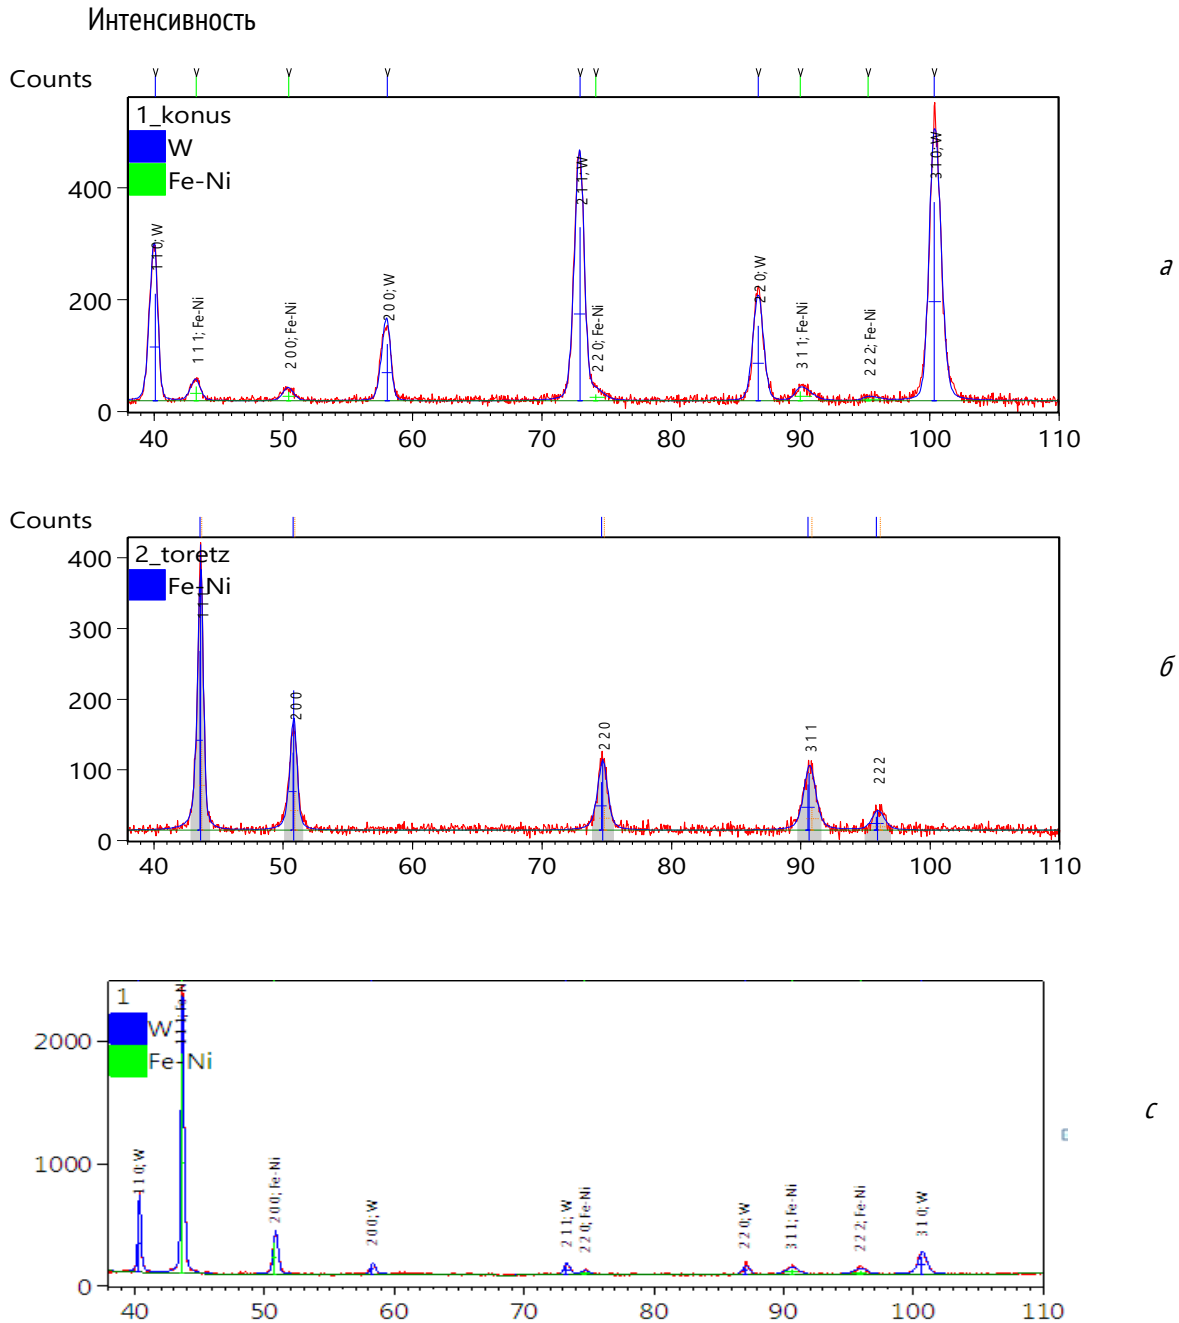 Интенсивность
Counts
1_konus
W
Fe-Ni
400
200
0
1 1 0; W
1 1 1; Fe-Ni
2 0 0; Fe-Ni
2 0 0; W
2 1 1; W
2 2 0; Fe-Ni
2 2 0; W
3 1 1; Fe-Ni
2 2 2; Fe-Ni
3 1 0; W
40 50 60 70 80 90 100 110
а
Counts
2_toretz
Fe-Ni
400
300
200
100
0
1 1 1
2 0 0
2 2 0
3 1 1
2 2 2
40 50 60 70 80 90 100 110
б
1
W
Fe-Ni
2000
1000
0
1 1 0; W
2 0 0; Fe-Ni
2 0 0; W
2 1 1; W
2 2 0; Fe-Ni
2 2 0; W
3 1 1; Fe-Ni
2 2 2; Fe-Ni
3 1 0; W
40 50 60 70 80 90 100 110
с